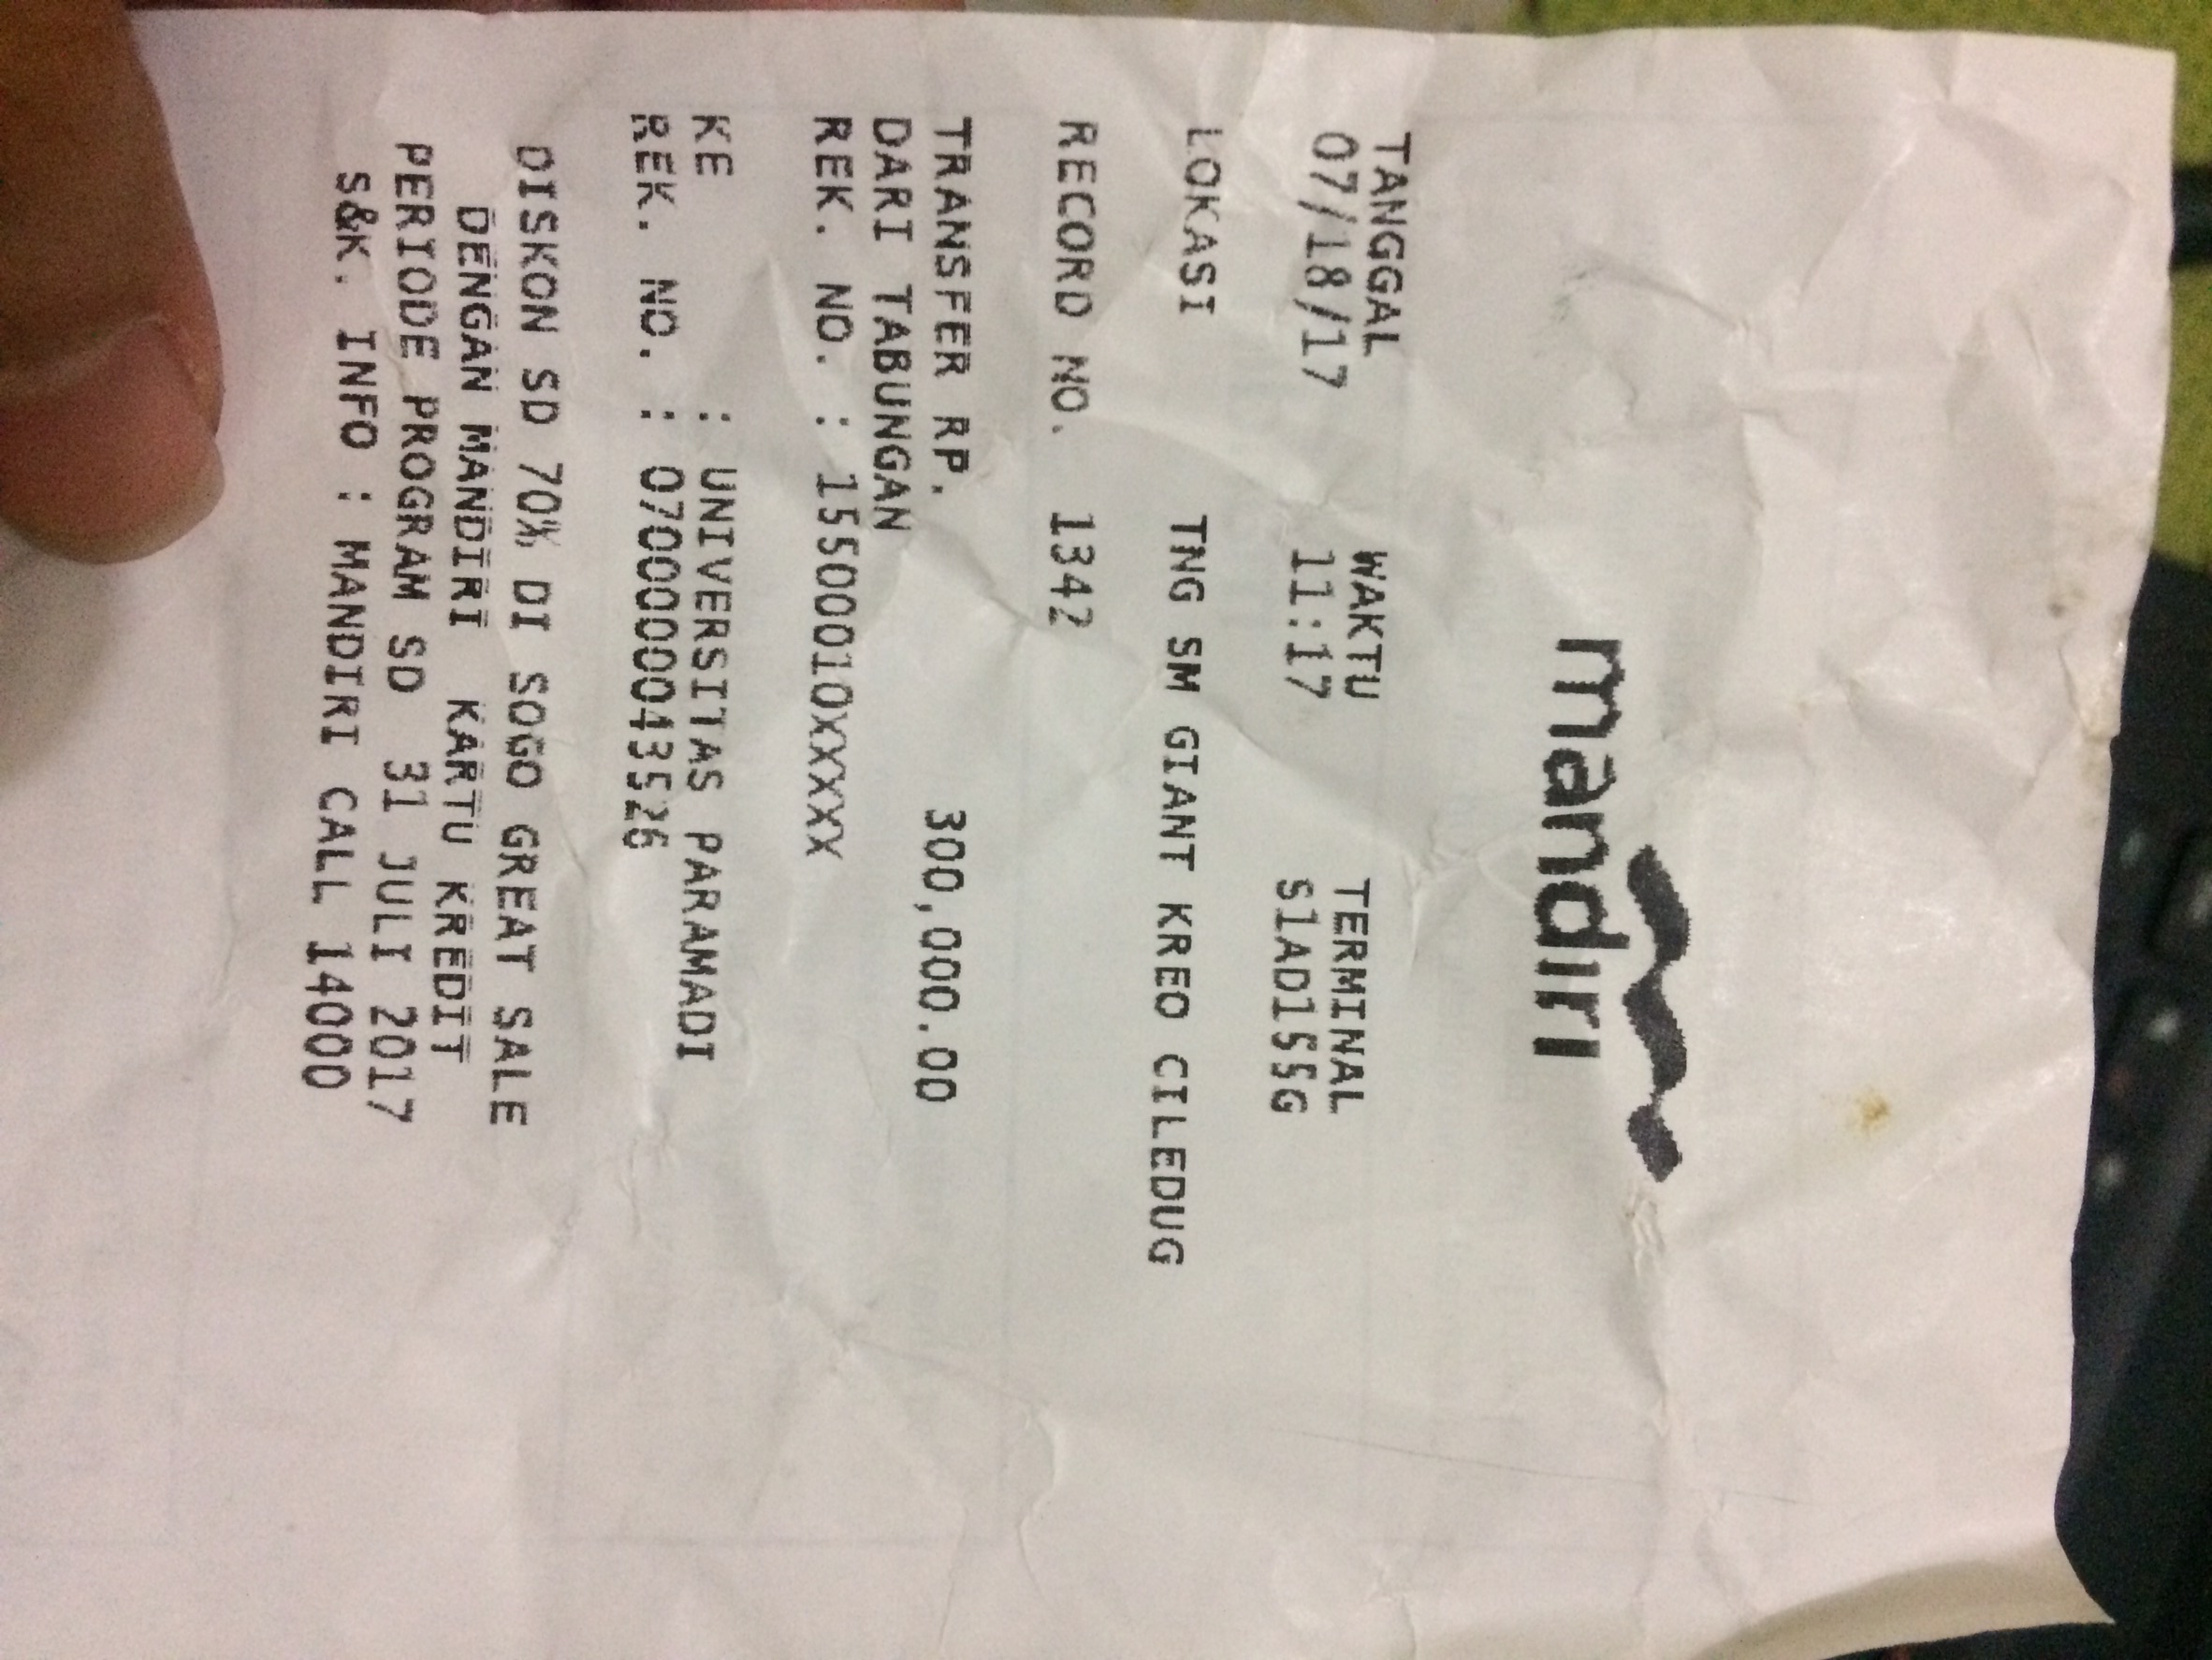 mandiri
TANGGAL WAKTU TERMINAL
07/18/17 11:17 S1AD155G
LOKASI TNG SM GIANT KREO CILEDUG
RECORD NO. 1342
TRANSFER RP. 300,000.00
DARI TABUNGAN
REK. NO. : 15500010XXXXX
KE : UNIVERSITAS PARAMADI
REK. NO. : 0700000043526
DISKON SD 70% DI SOGO GREAT SALE
DENGAN MANDIRI KARTU KREDIT
PERIODE PROGRAM SD 31 JULI 2017
S&K. INFO : MANDIRI CALL 14000